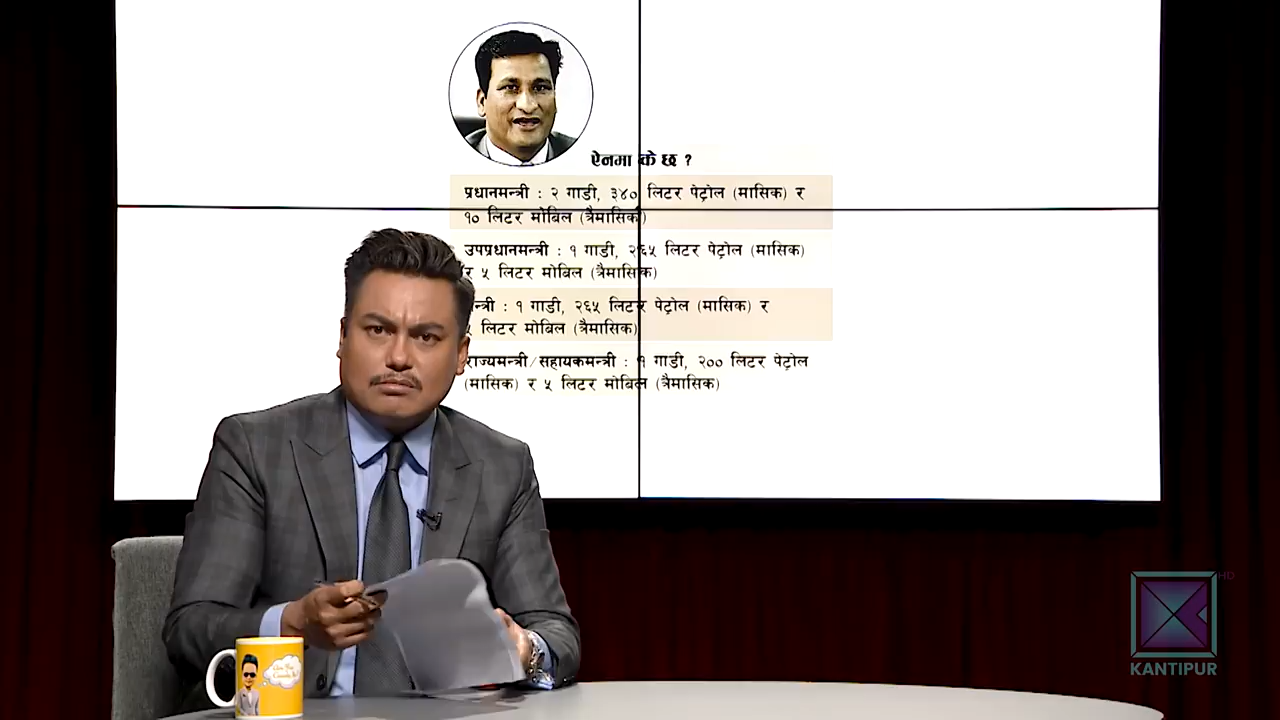 ऐनमा के छ ?
प्रधानमन्त्री : २ गाडी, ३४० लिटर पेट्रोल (मासिक) र
१० लिटर मोबिल (त्रैमासिक)
उपप्रधानमन्त्री : १ गाडी, २६५ लिटर पेट्रोल (मासिक)
र ५ लिटर मोबिल (त्रैमासिक)
: १ गाडी, २६५ लिटर पेट्रोल (मासिक) र
लिटर मोबिल (त्रैमासिक)
राज्यमन्त्री/सहायकमन्त्री : १ गाडी, २०० लिटर पेट्रोल
(मासिक) र ५ लिटर मोबिल (त्रैमासिक)
HD
KANTIPUR